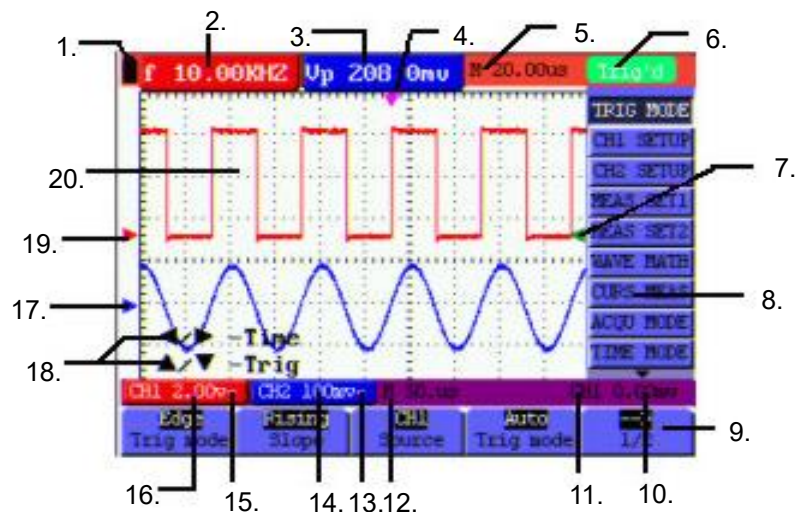 1.
2.
3.
4.
5.
6.
f 10.00KHZ
Vp 208.0mv
M 20.00us
Trig'd
TRIG MODE
CH1 SETUP
CH2 SETUP
7.
MEAS SET1
20.
MEAS SET2
19.
WAVE MATH
17.
CURS MEAS
8.
ACQU MODE
18.
◀/▶ -Time
▲/▼ -Trig
TIME MODE
CH1 2.00v~
CH2 100mv~
CH1 0.00mv
Edge
Trig mode
Rising
Slope
CH1
Source
Auto
Trig mode
-->
1/2
9.
16.
15.
14.
13.
12.
11.
10.